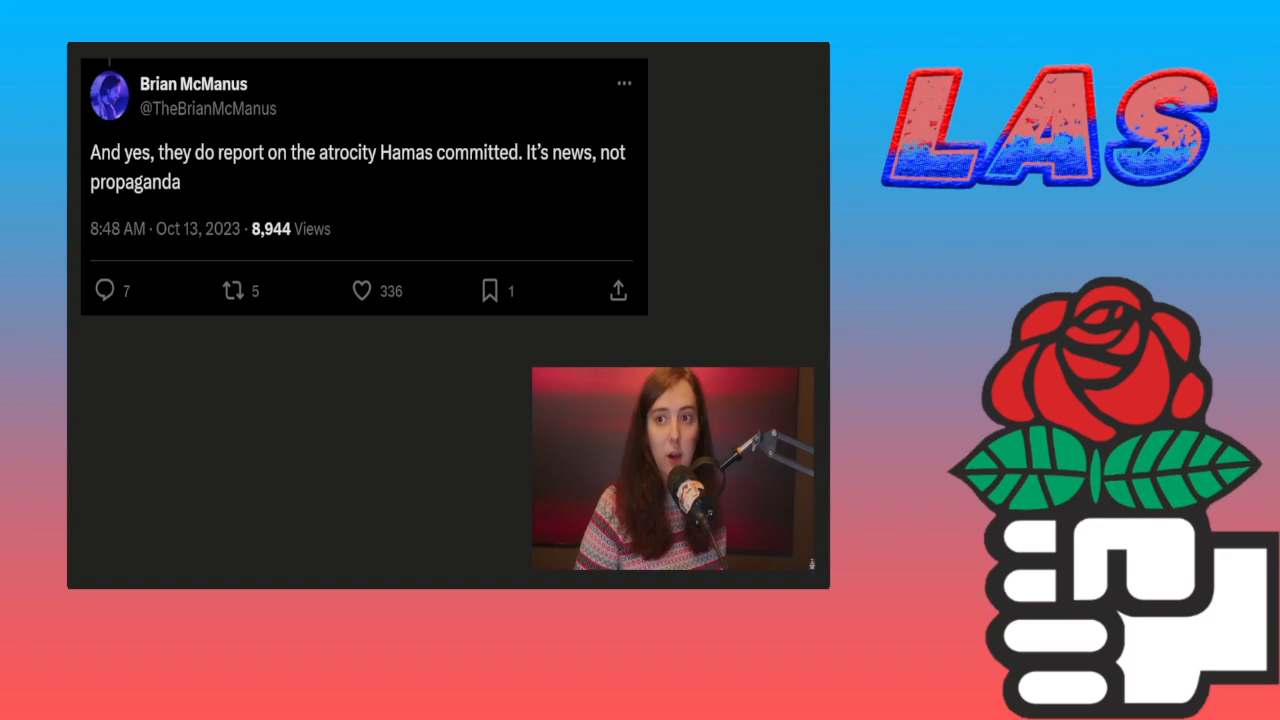 Brian McManus
@TheBrianMcManus
And yes, they do report on the atrocity Hamas committed. It’s news, not
propaganda
8:48 AM · Oct 13, 2023 · 8,944 Views
7 5 336 1
LAS